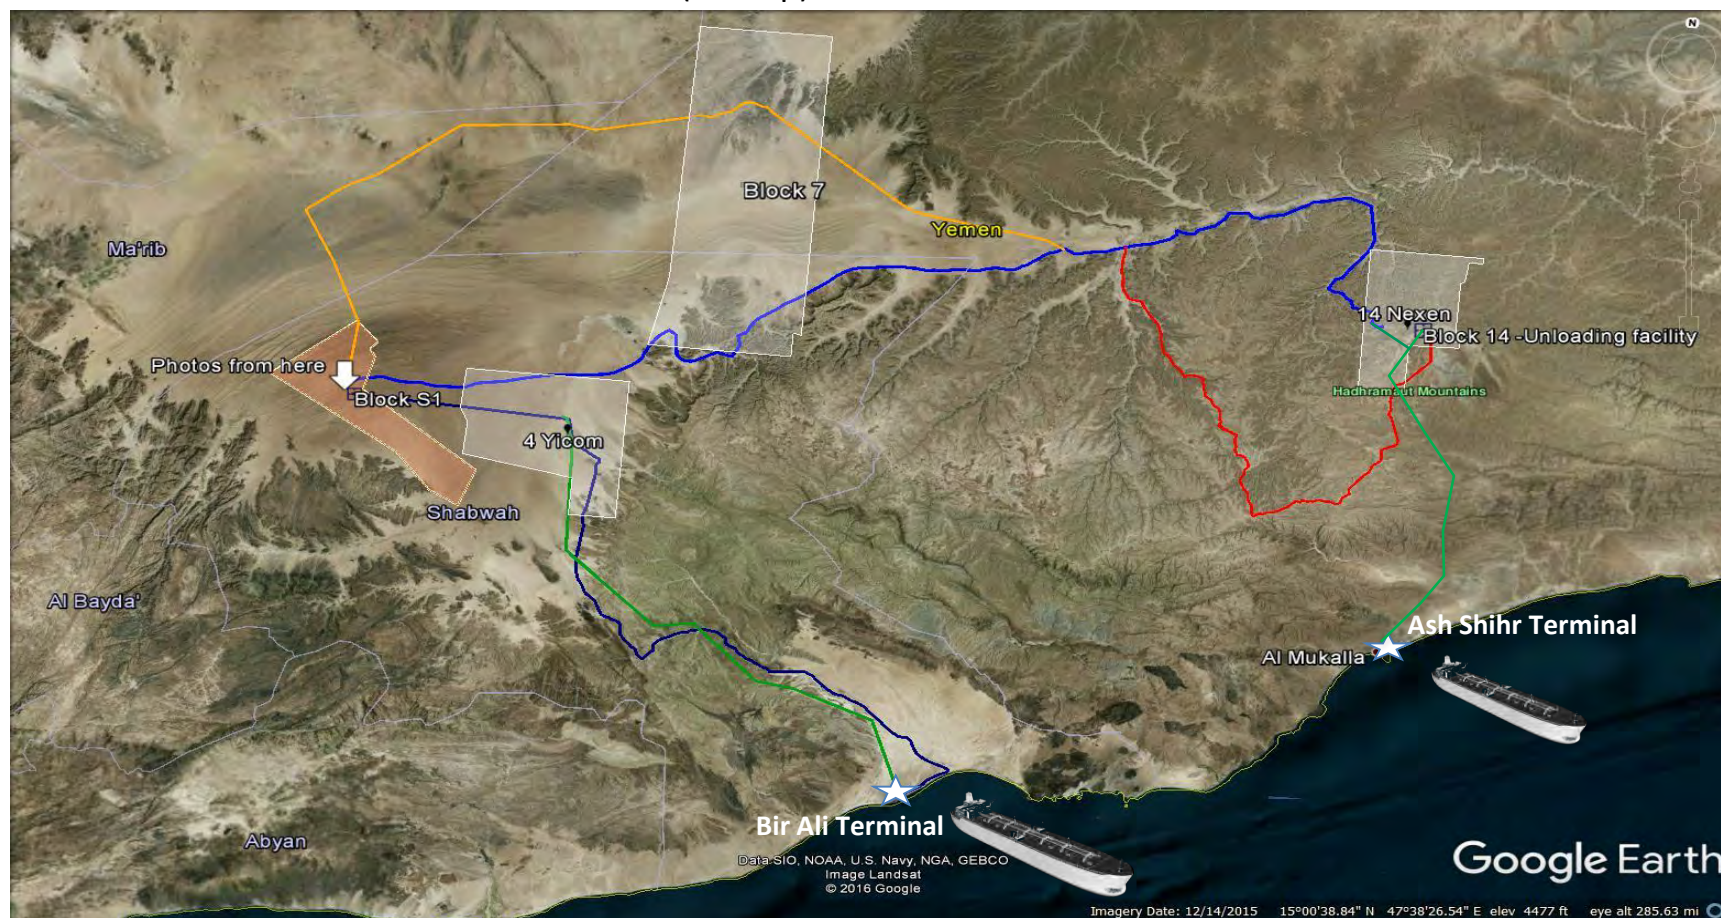 N
Block 7
Yemen
Ma'rib
14 Nexen
Block 14 -Unloading facility
Photos from here
Block S1
Hadhramaut Mountains
4 Yicom
Shabwah
Al Bayda'
Ash Shihr Terminal
Al Mukalla
Bir Ali Terminal
Abyan
Data SIO, NOAA, U.S. Navy, NGA, GEBCO
Image Landsat
© 2016 Google
Google Earth
Imagery Date: 12/14/2015 15°00'38.84" N 47°38'26.54" E elev 4477 ft eye alt 285.63 mi